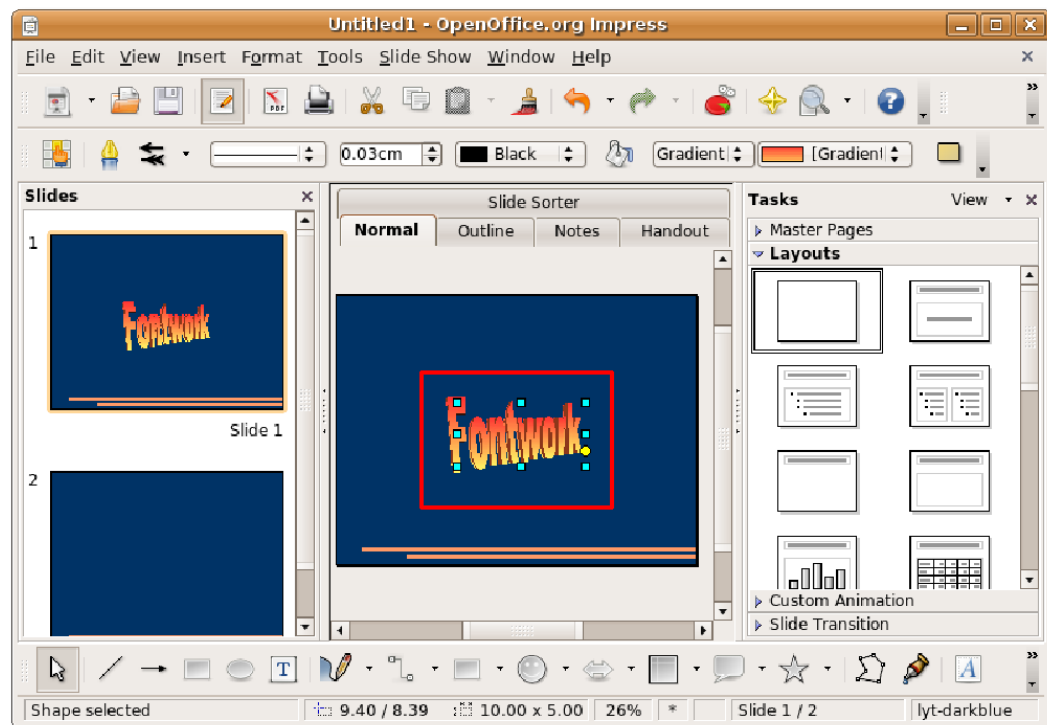 Untitled1 - OpenOffice.org Impress
File Edit View Insert Format Tools Slide Show Window Help
PDF
0.03cm Black Gradient [Gradient
Slides
1
Fontwork
Slide 1
2
Slide Sorter
Normal Outline Notes Handout
Fontwork
Tasks View
Master Pages
Layouts
Custom Animation
Slide Transition
T A
Shape selected 9.40 / 8.39 10.00 x 5.00 26% * Slide 1 / 2 lyt-darkblue